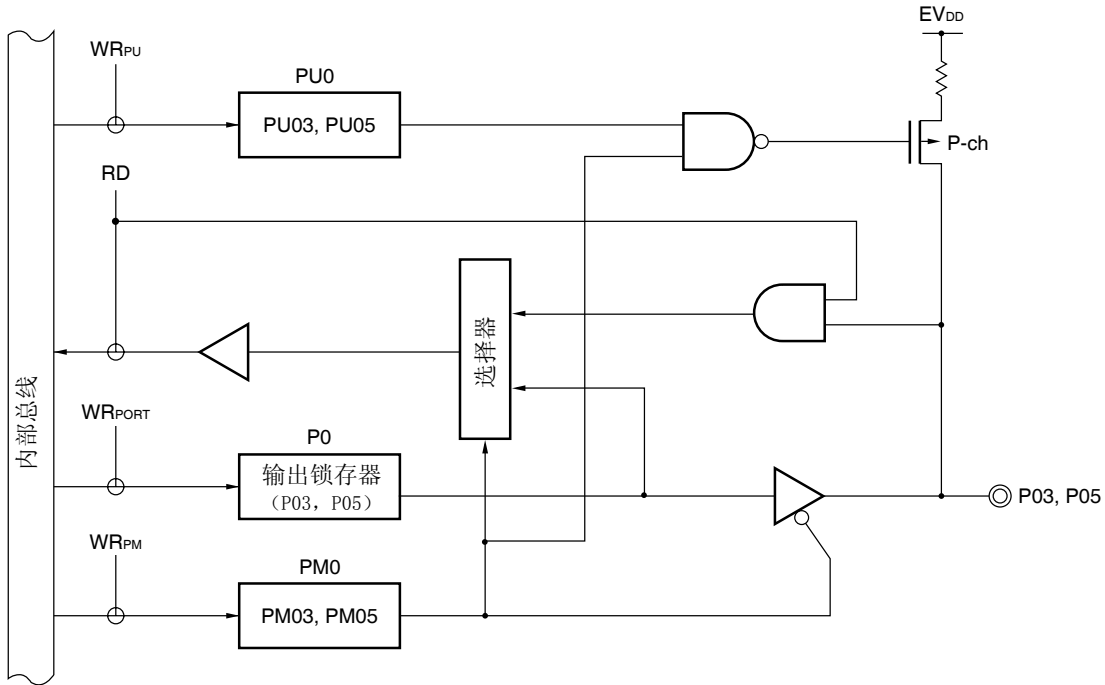 EVDD
WRPU
PU0
PU03, PU05
P-ch
RD
选择器
内部总线
WRPORT
P0
输出锁存器
（P03，P05）
P03, P05
WRPM
PM0
PM03, PM05